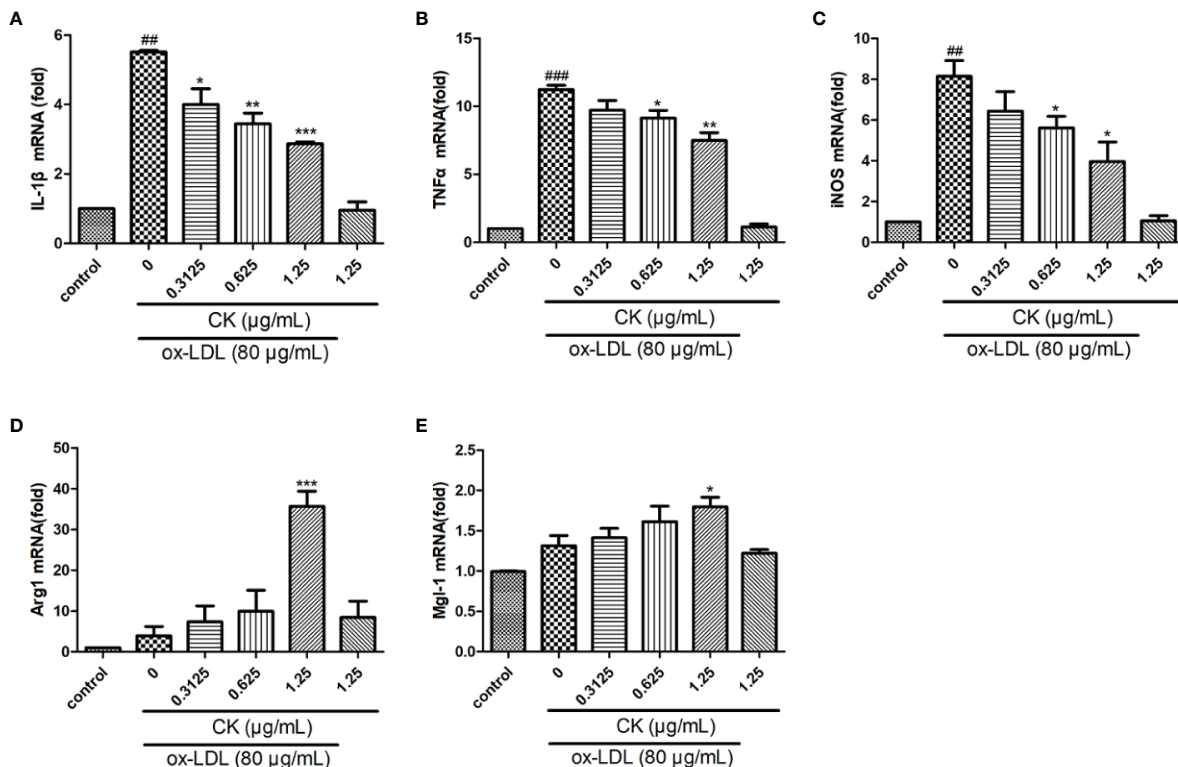 A
IL-1β mRNA (fold)
6
4
2
0
##
*
**
***
control
0
0.3125
0.625
1.25
1.25
CK (µg/mL)
ox-LDL (80 µg/mL)
B
TNFα mRNA(fold)
15
10
5
0
###
*
**
control
0
0.3125
0.625
1.25
1.25
CK (µg/mL)
ox-LDL (80 µg/mL)
C
iNOS mRNA(fold)
10
8
6
4
2
0
##
*
*
control
0
0.3125
0.625
1.25
1.25
CK (µg/mL)
ox-LDL (80 µg/mL)
D
Arg1 mRNA(fold)
50
40
30
20
10
0
***
control
0
0.3125
0.625
1.25
1.25
CK (µg/mL)
ox-LDL (80 µg/mL)
E
Mgl-1 mRNA(fold)
2.5
2.0
1.5
1.0
0.5
0.0
*
control
0
0.3125
0.625
1.25
1.25
CK (µg/mL)
ox-LDL (80 µg/mL)